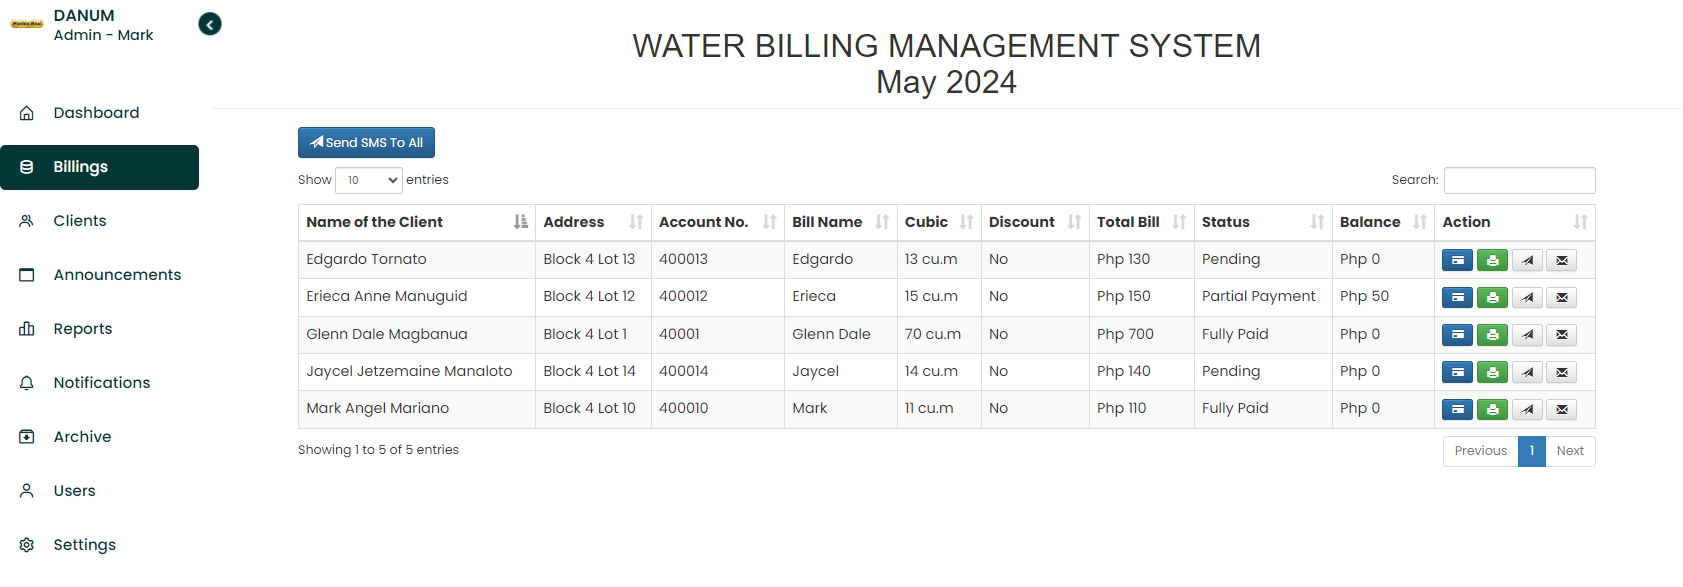 DANUM
Admin - Mark
WATER BILLING MANAGEMENT SYSTEM
May 2024
Dashboard
Billings
Clients
Announcements
Reports
Notifications
Archive
Users
Settings
Send SMS To All
Show 10 entries
Search:
Name of the Client Address Account No. Bill Name Cubic Discount Total Bill Status Balance Action
Edgardo Tornato Block 4 Lot 13 400013 Edgardo 13 cu.m No Php 130 Pending Php 0
Erieca Anne Manuguid Block 4 Lot 12 400012 Erieca 15 cu.m No Php 150 Partial Payment Php 50
Glenn Dale Magbanua Block 4 Lot 1 40001 Glenn Dale 70 cu.m No Php 700 Fully Paid Php 0
Jaycel Jetzemaine Manaloto Block 4 Lot 14 400014 Jaycel 14 cu.m No Php 140 Pending Php 0
Mark Angel Mariano Block 4 Lot 10 400010 Mark 11 cu.m No Php 110 Fully Paid Php 0
Showing 1 to 5 of 5 entries
Previous 1 Next